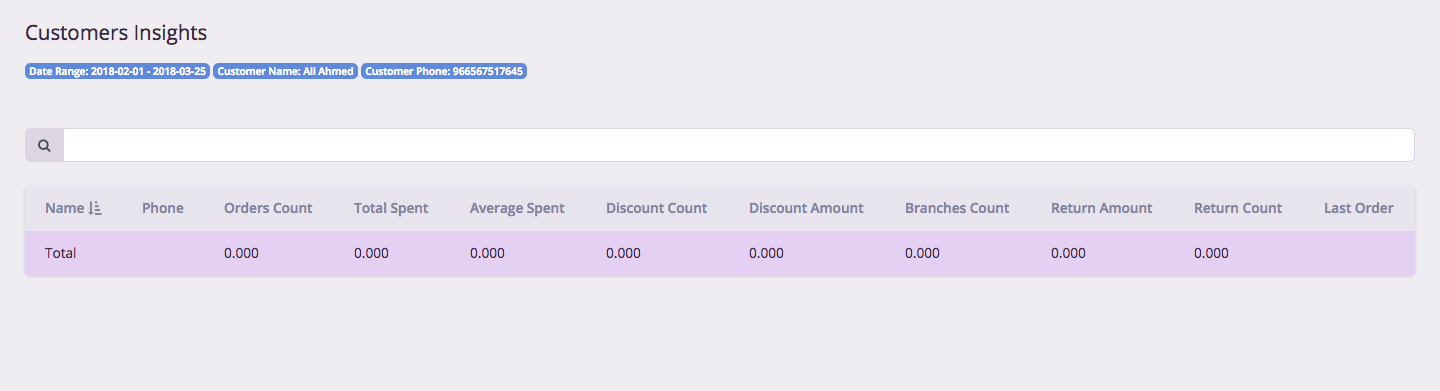 Customers Insights
Date Range: 2018-02-01 - 2018-03-25 Customer Name: Ali Ahmed Customer Phone: 966567517645
Name Phone Orders Count Total Spent Average Spent Discount Count Discount Amount Branches Count Return Amount Return Count Last Order
Total 0.000 0.000 0.000 0.000 0.000 0.000 0.000 0.000